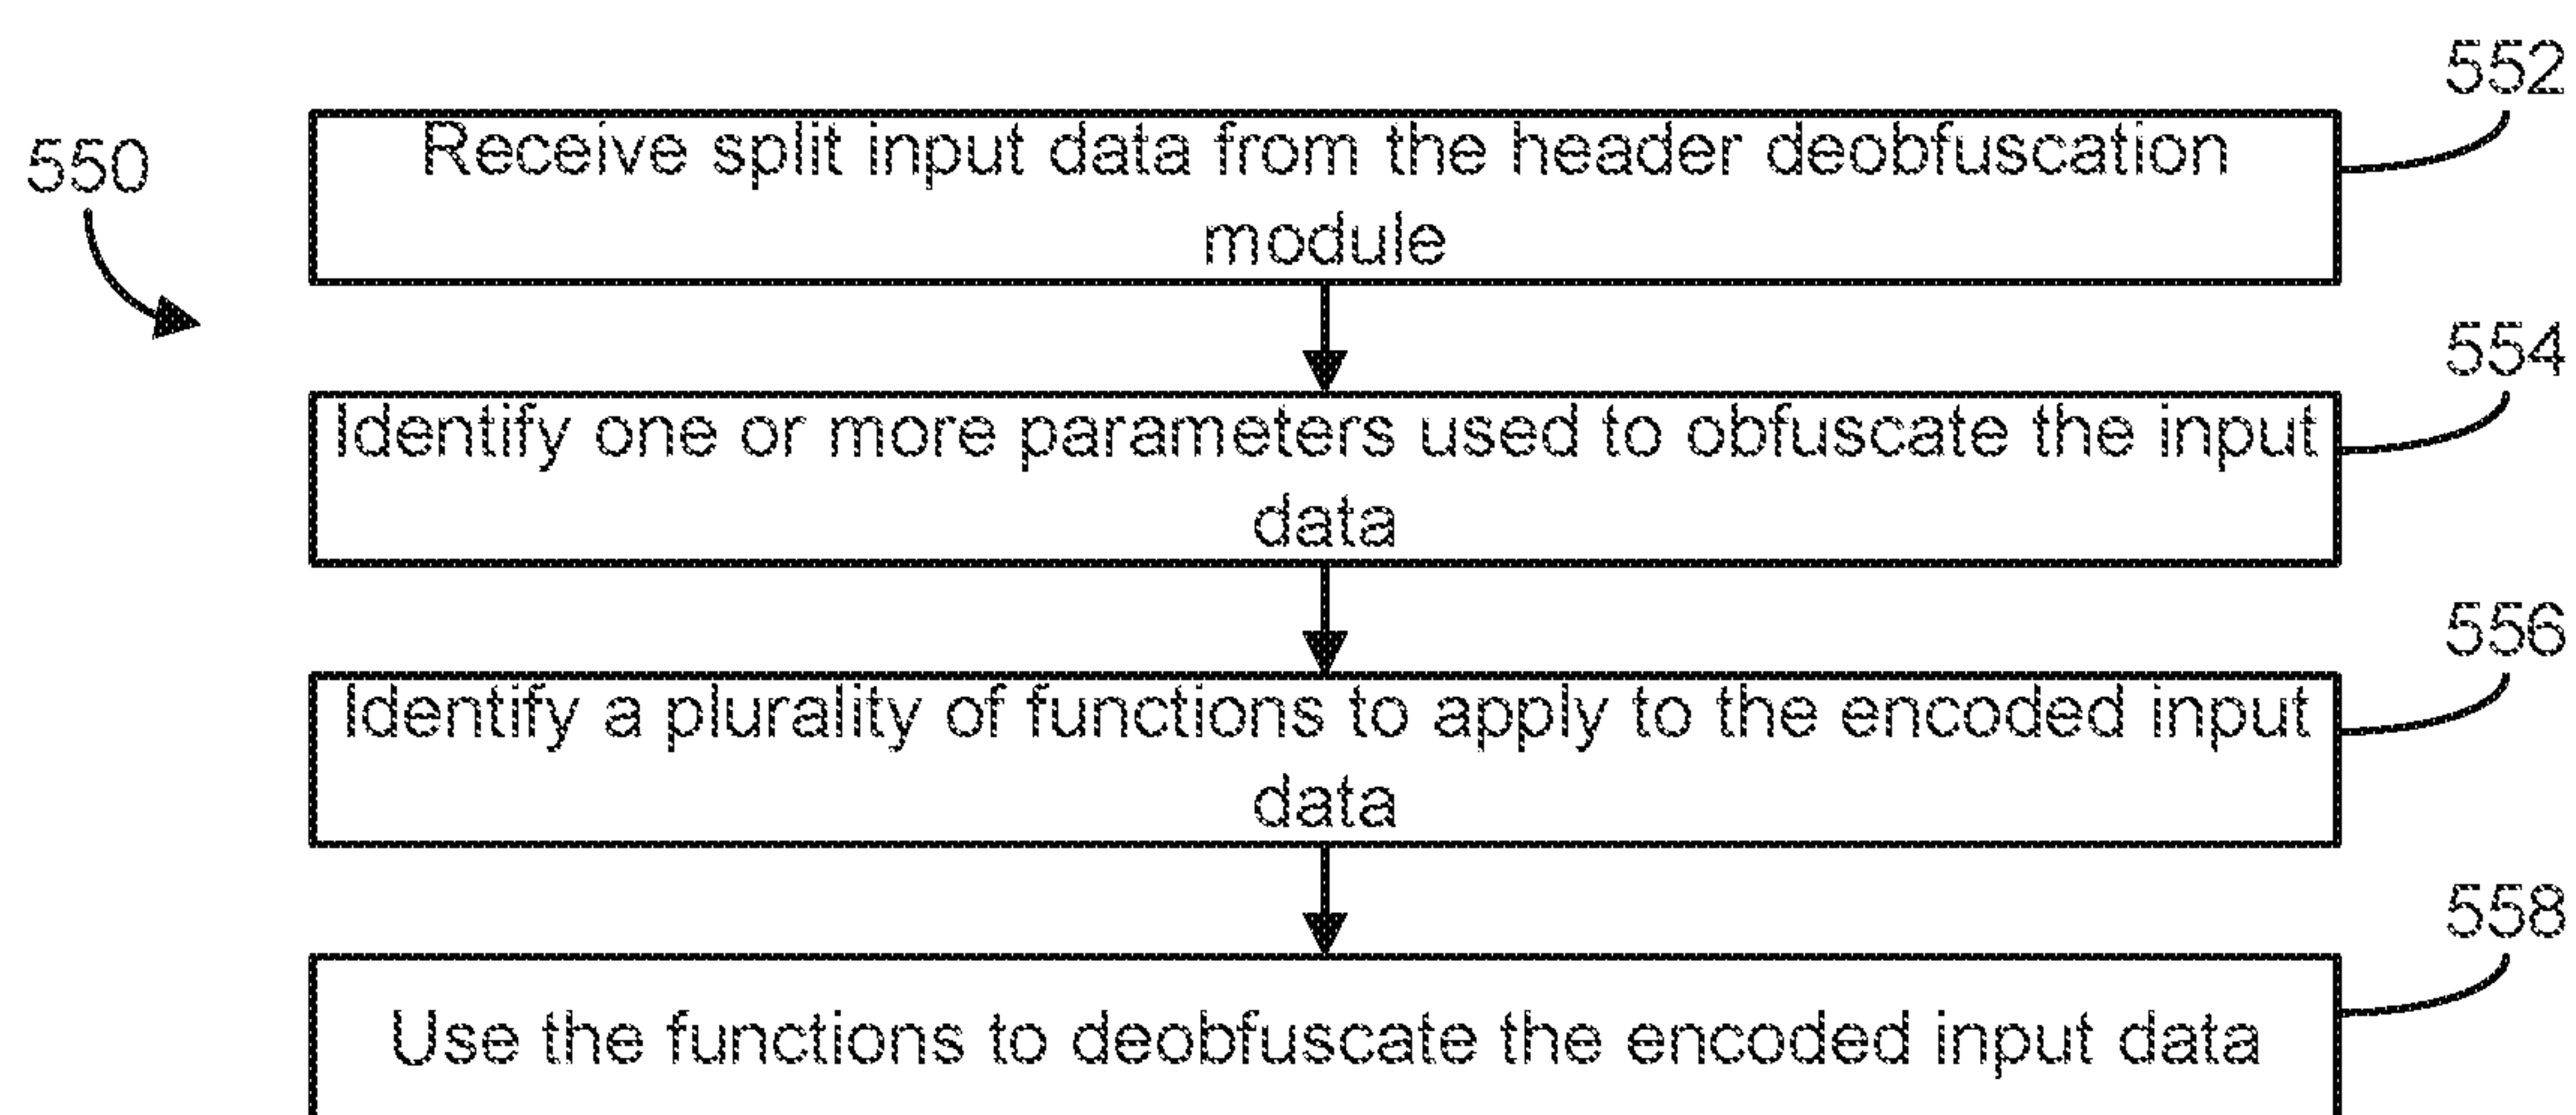 552
550
Receive split input data from the header deobfuscation
module
554
Identify one or more parameters used to obfuscate the input
data
556
Identify a plurality of functions to apply to the encoded input
data
558
Use the functions to deobfuscate the encoded input data